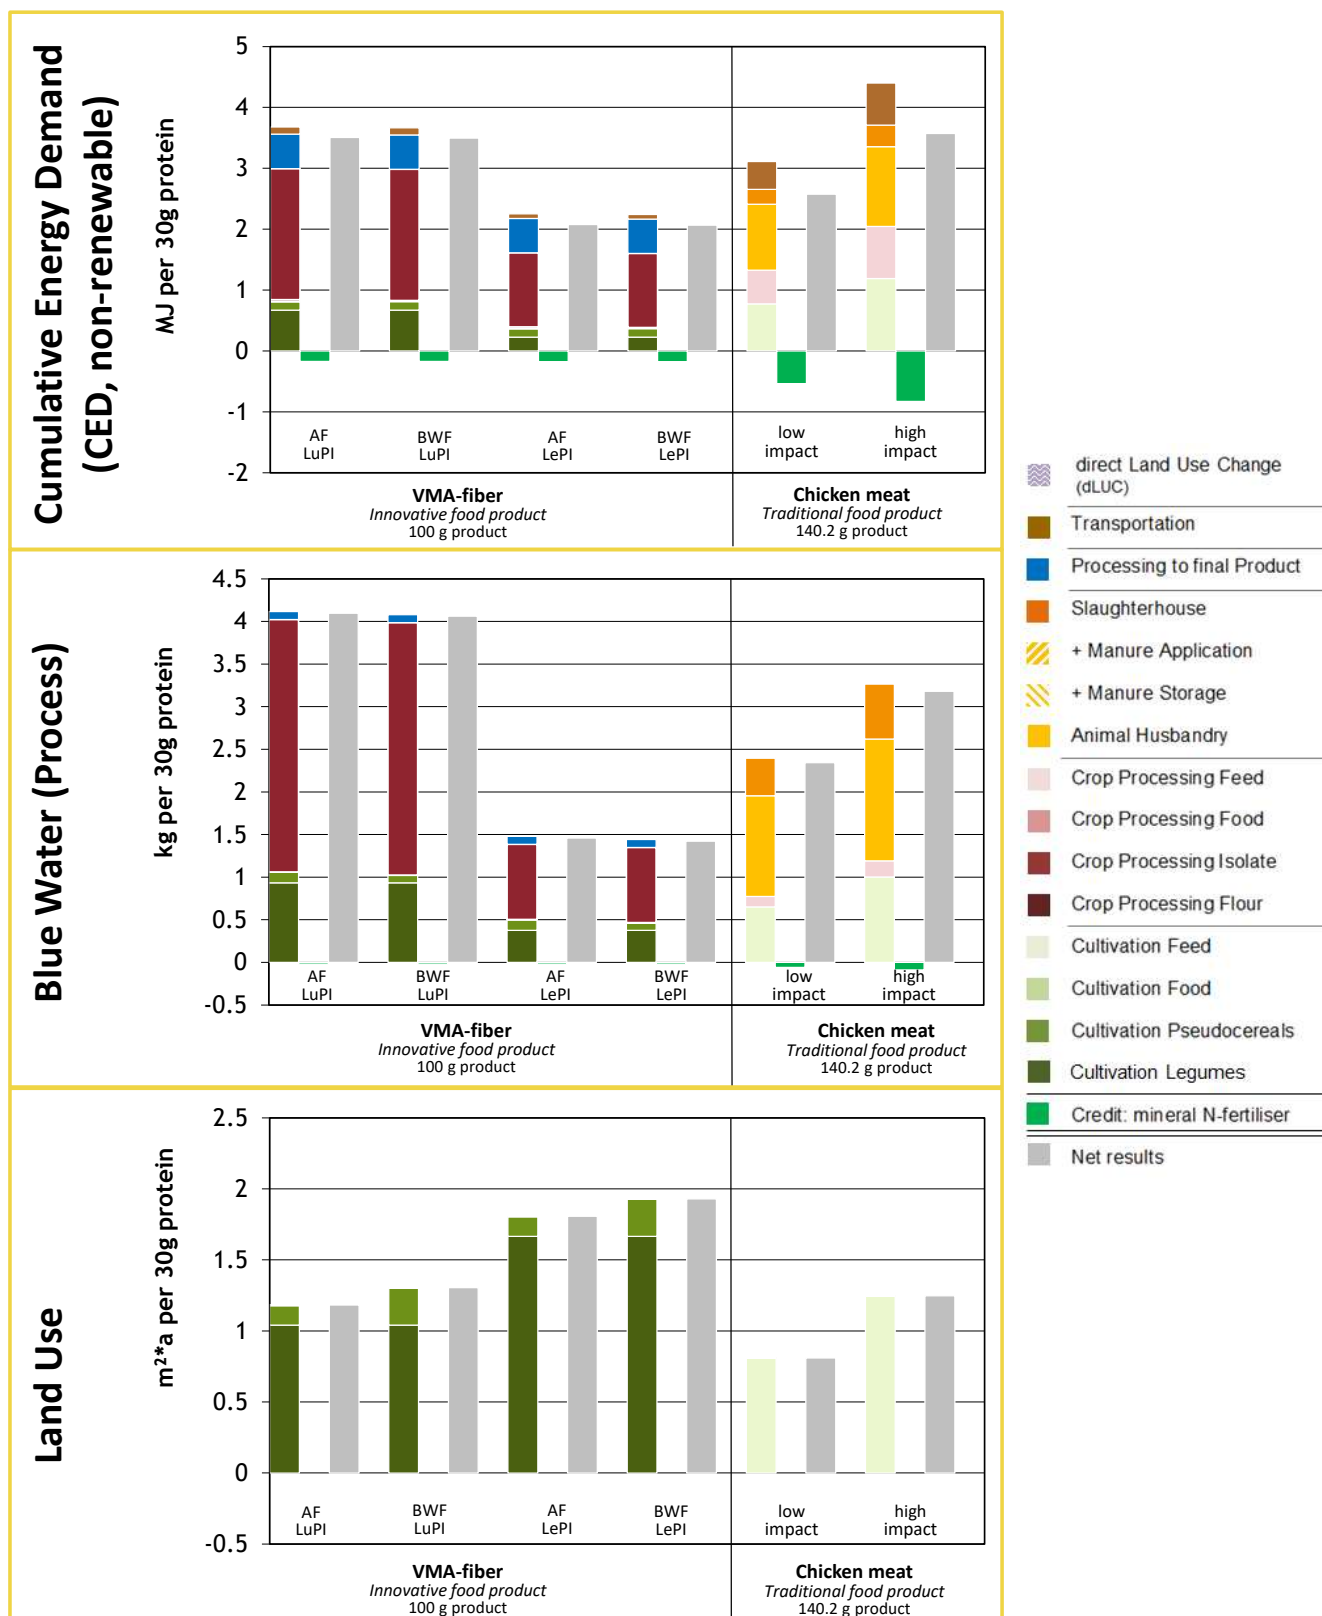 Cumulative Energy Demand
(CED, non-renewable)
MJ per 30g protein
5
4
3
2
1
0
-1
-2
AF
LuPI
BWF
LuPI
AF
LePI
BWF
LePI
low
impact
high
impact
VMA-fiber
Innovative food product
100 g product
Chicken meat
Traditional food product
140.2 g product
Blue Water (Process)
kg per 30g protein
4.5
4
3.5
3
2.5
2
1.5
1
0.5
0
-0.5
AF
LuPI
BWF
LuPI
AF
LePI
BWF
LePI
low
impact
high
impact
VMA-fiber
Innovative food product
100 g product
Chicken meat
Traditional food product
140.2 g product
Land Use
m²*a per 30g protein
2.5
2
1.5
1
0.5
0
-0.5
AF
LuPI
BWF
LuPI
AF
LePI
BWF
LePI
low
impact
high
impact
VMA-fiber
Innovative food product
100 g product
Chicken meat
Traditional food product
140.2 g product
direct Land Use Change
(dLUC)
Transportation
Processing to final Product
Slaughterhouse
+ Manure Application
+ Manure Storage
Animal Husbandry
Crop Processing Feed
Crop Processing Food
Crop Processing Isolate
Crop Processing Flour
Cultivation Feed
Cultivation Food
Cultivation Pseudocereals
Cultivation Legumes
Credit: mineral N-fertiliser
Net results